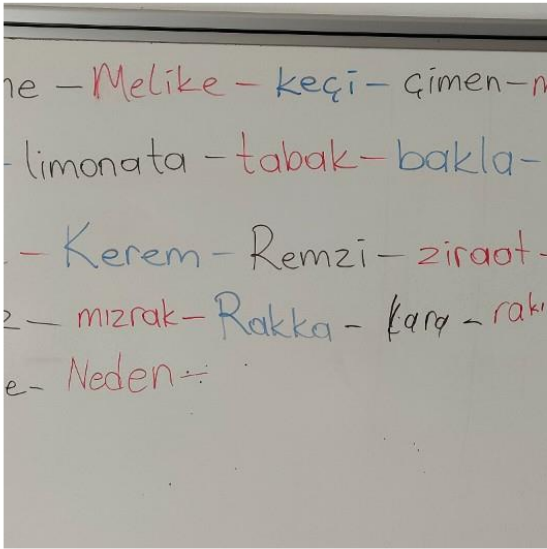 ne - Melike - keçi - çimen - n
- limonata - tabak - bakla -
- Kerem - Remzi - ziraat -
z - mızrak - Rakka - kara - rakı
e - Neden -